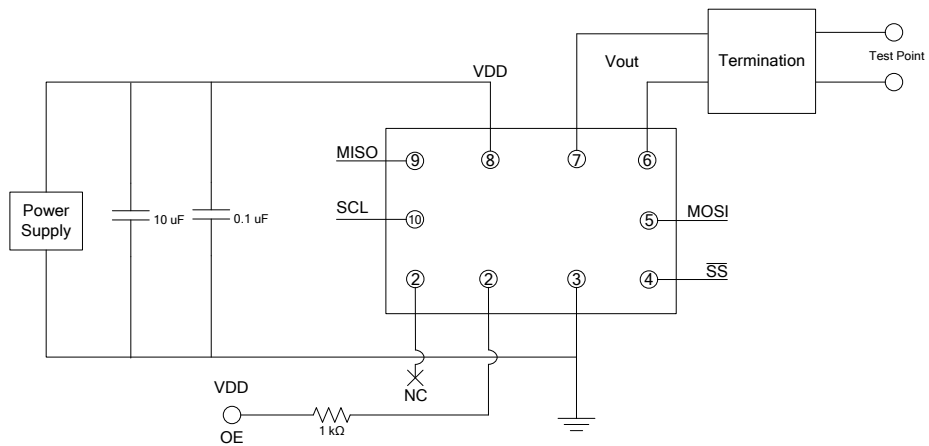 Vout
Termination
Test Point
VDD
MISO
9
8
7
6
Power
Supply
10 uF
0.1 uF
SCL
10
5
MOSI
2
2
3
4
SS
NC
VDD
OE
1 kΩ